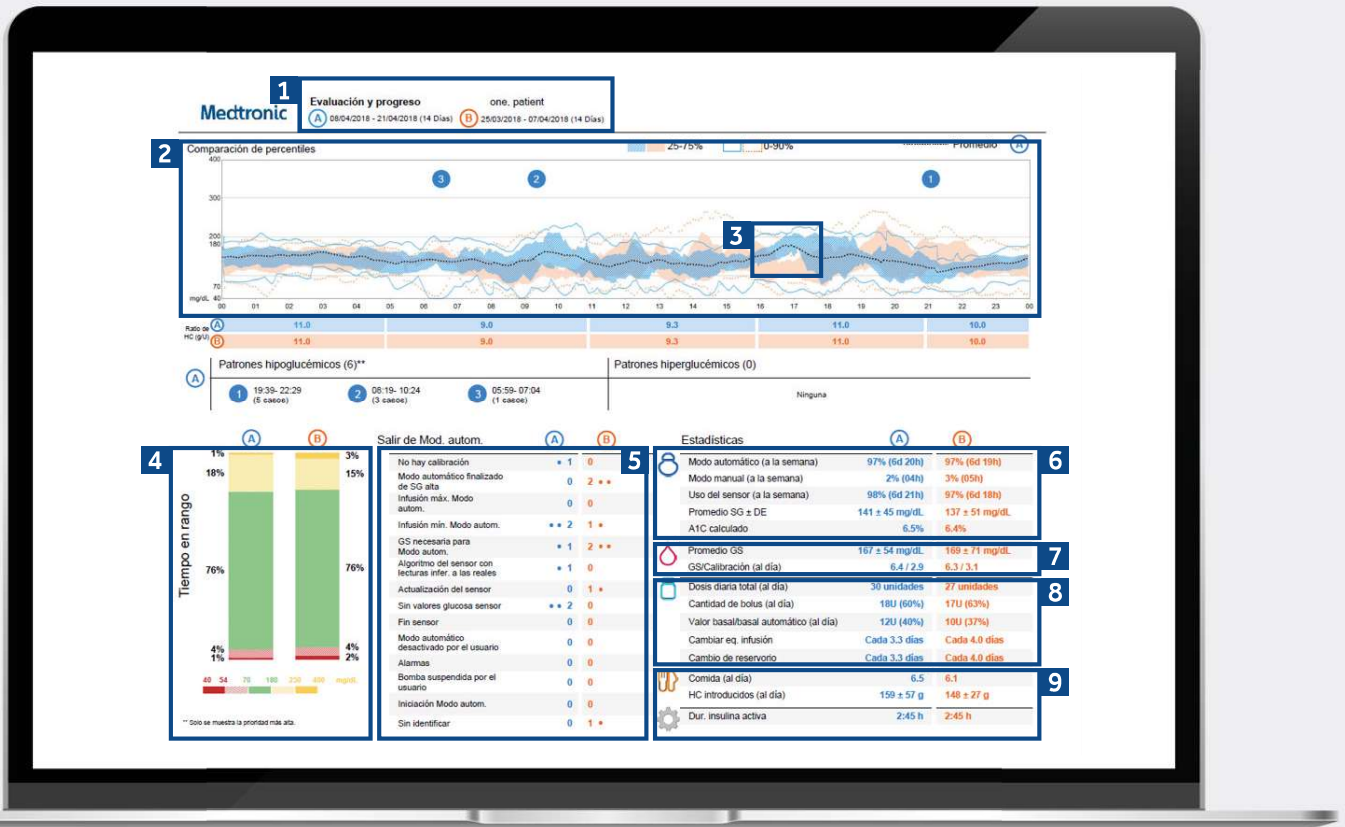 1
Medtronic
Evaluación y progreso one. patient
A 08/04/2018 - 21/04/2018 (14 Días) B 25/03/2018 - 07/04/2018 (14 Días)
2
Comparación de percentiles 25-75% 0-90% Promedio A
400
3 2 1
300
200
180
3
70
mg/dL 40
00 01 02 03 04 05 06 07 08 09 10 11 12 13 14 15 16 17 18 19 20 21 22 23 00
Ratio de HC (g/U)
A 11.0 9.0 9.3 11.0 10.0
B 11.0 9.0 9.3 11.0 10.0
A
Patrones hipoglucémicos (6)** Patrones hiperglucémicos (0)
1 19:39- 22:29 2 08:19- 10:24 3 05:59- 07:04 Ninguna
(5 casos) (3 casos) (1 casos)
4
A B
Tiempo en rango
1% 3%
18% 15%
76% 76%
4% 4%
1% 2%
40 54 70 180 250 400 mg/dL
** Solo se muestra la prioridad más alta.
Salir de Mod. autom. A B
5
No hay calibración 1 0
Modo automático finalizado
de SG alta 0 2
Infusión máx. Modo
autom. 0 0
Infusión mín. Modo autom. 2 1
GS necesaria para
Modo autom. 1 2
Algoritmo del sensor con
lecturas infer. a las reales 1 0
Actualización del sensor 0 1
Sin valores glucosa sensor 2 0
Fin sensor 0 0
Modo automático
desactivado por el usuario 0 0
Alarmas 0 0
Bomba suspendida por el
usuario 0 0
Iniciación Modo autom. 0 0
Sin identificar 0 1
Estadísticas A B
6
Modo automático (a la semana) 97% (6d 20h) 97% (6d 19h)
Modo manual (a la semana) 2% (04h) 3% (05h)
Uso del sensor (a la semana) 98% (6d 21h) 97% (6d 18h)
Promedio SG ± DE 141 ± 45 mg/dL 137 ± 51 mg/dL
A1C calculado 6.5% 6.4%
7
Promedio GS 167 ± 54 mg/dL 169 ± 71 mg/dL
GS/Calibración (al día) 6.4 / 2.9 6.3 / 3.1
8
Dosis diaria total (al día) 30 unidades 27 unidades
Cantidad de bolus (al día) 18U (60%) 17U (63%)
Valor basal/basal automático (al día) 12U (40%) 10U (37%)
Cambiar eq. infusión Cada 3.3 días Cada 4.0 días
Cambio de reservorio Cada 3.3 días Cada 4.0 días
9
Comida (al día) 6.5 6.1
HC introducidos (al día) 159 ± 57 g 148 ± 27 g
Dur. insulina activa 2:45 h 2:45 h